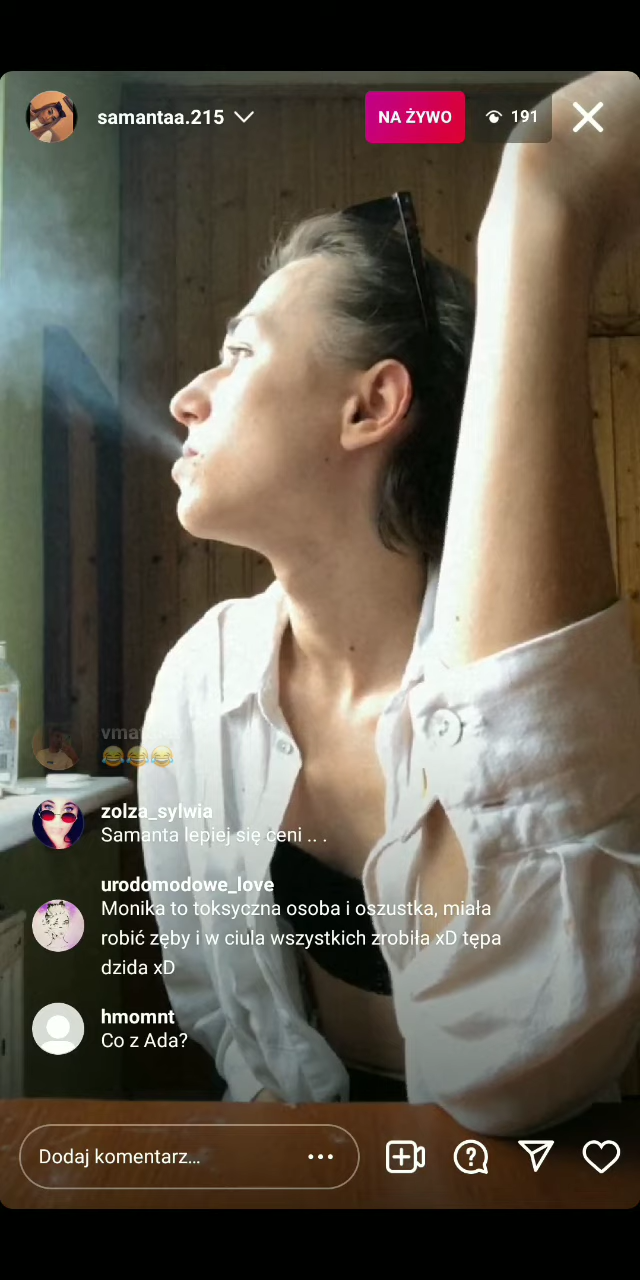 samantaa.215
NA ŻYWO
191
😂😂😂
zolza_sylwia
Samanta lepiej się ceni .. .
urodomodowe_love
Monika to toksyczna osoba i oszustka, miała
robić zęby i w ciula wszystkich zrobiła xD tępa
dzida xD
hmomnt
Co z Ada?
Dodaj komentarz...